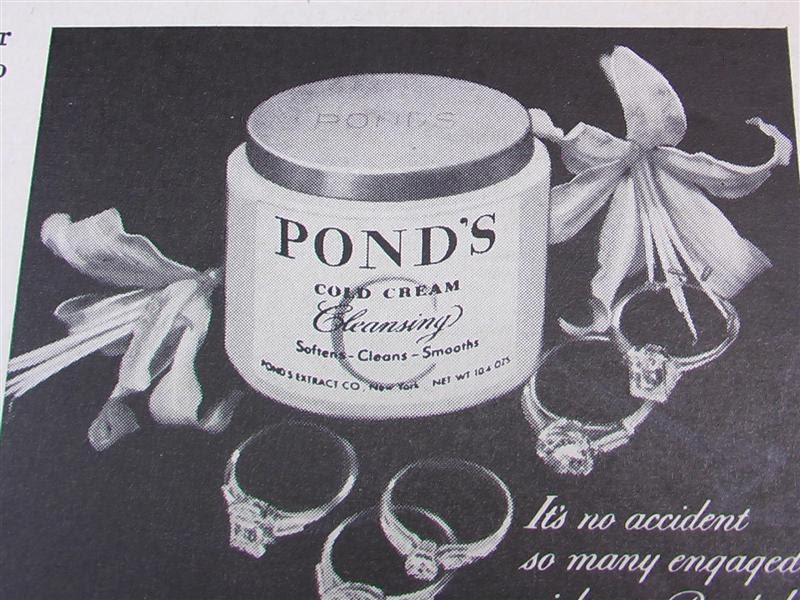 r
o
POND'S
POND'S
COLD CREAM
C
Cleansing
Softens - Cleans - Smooths
POND'S EXTRACT CO., New York NET WT 10.4 OZS
It's no accident
so many engaged